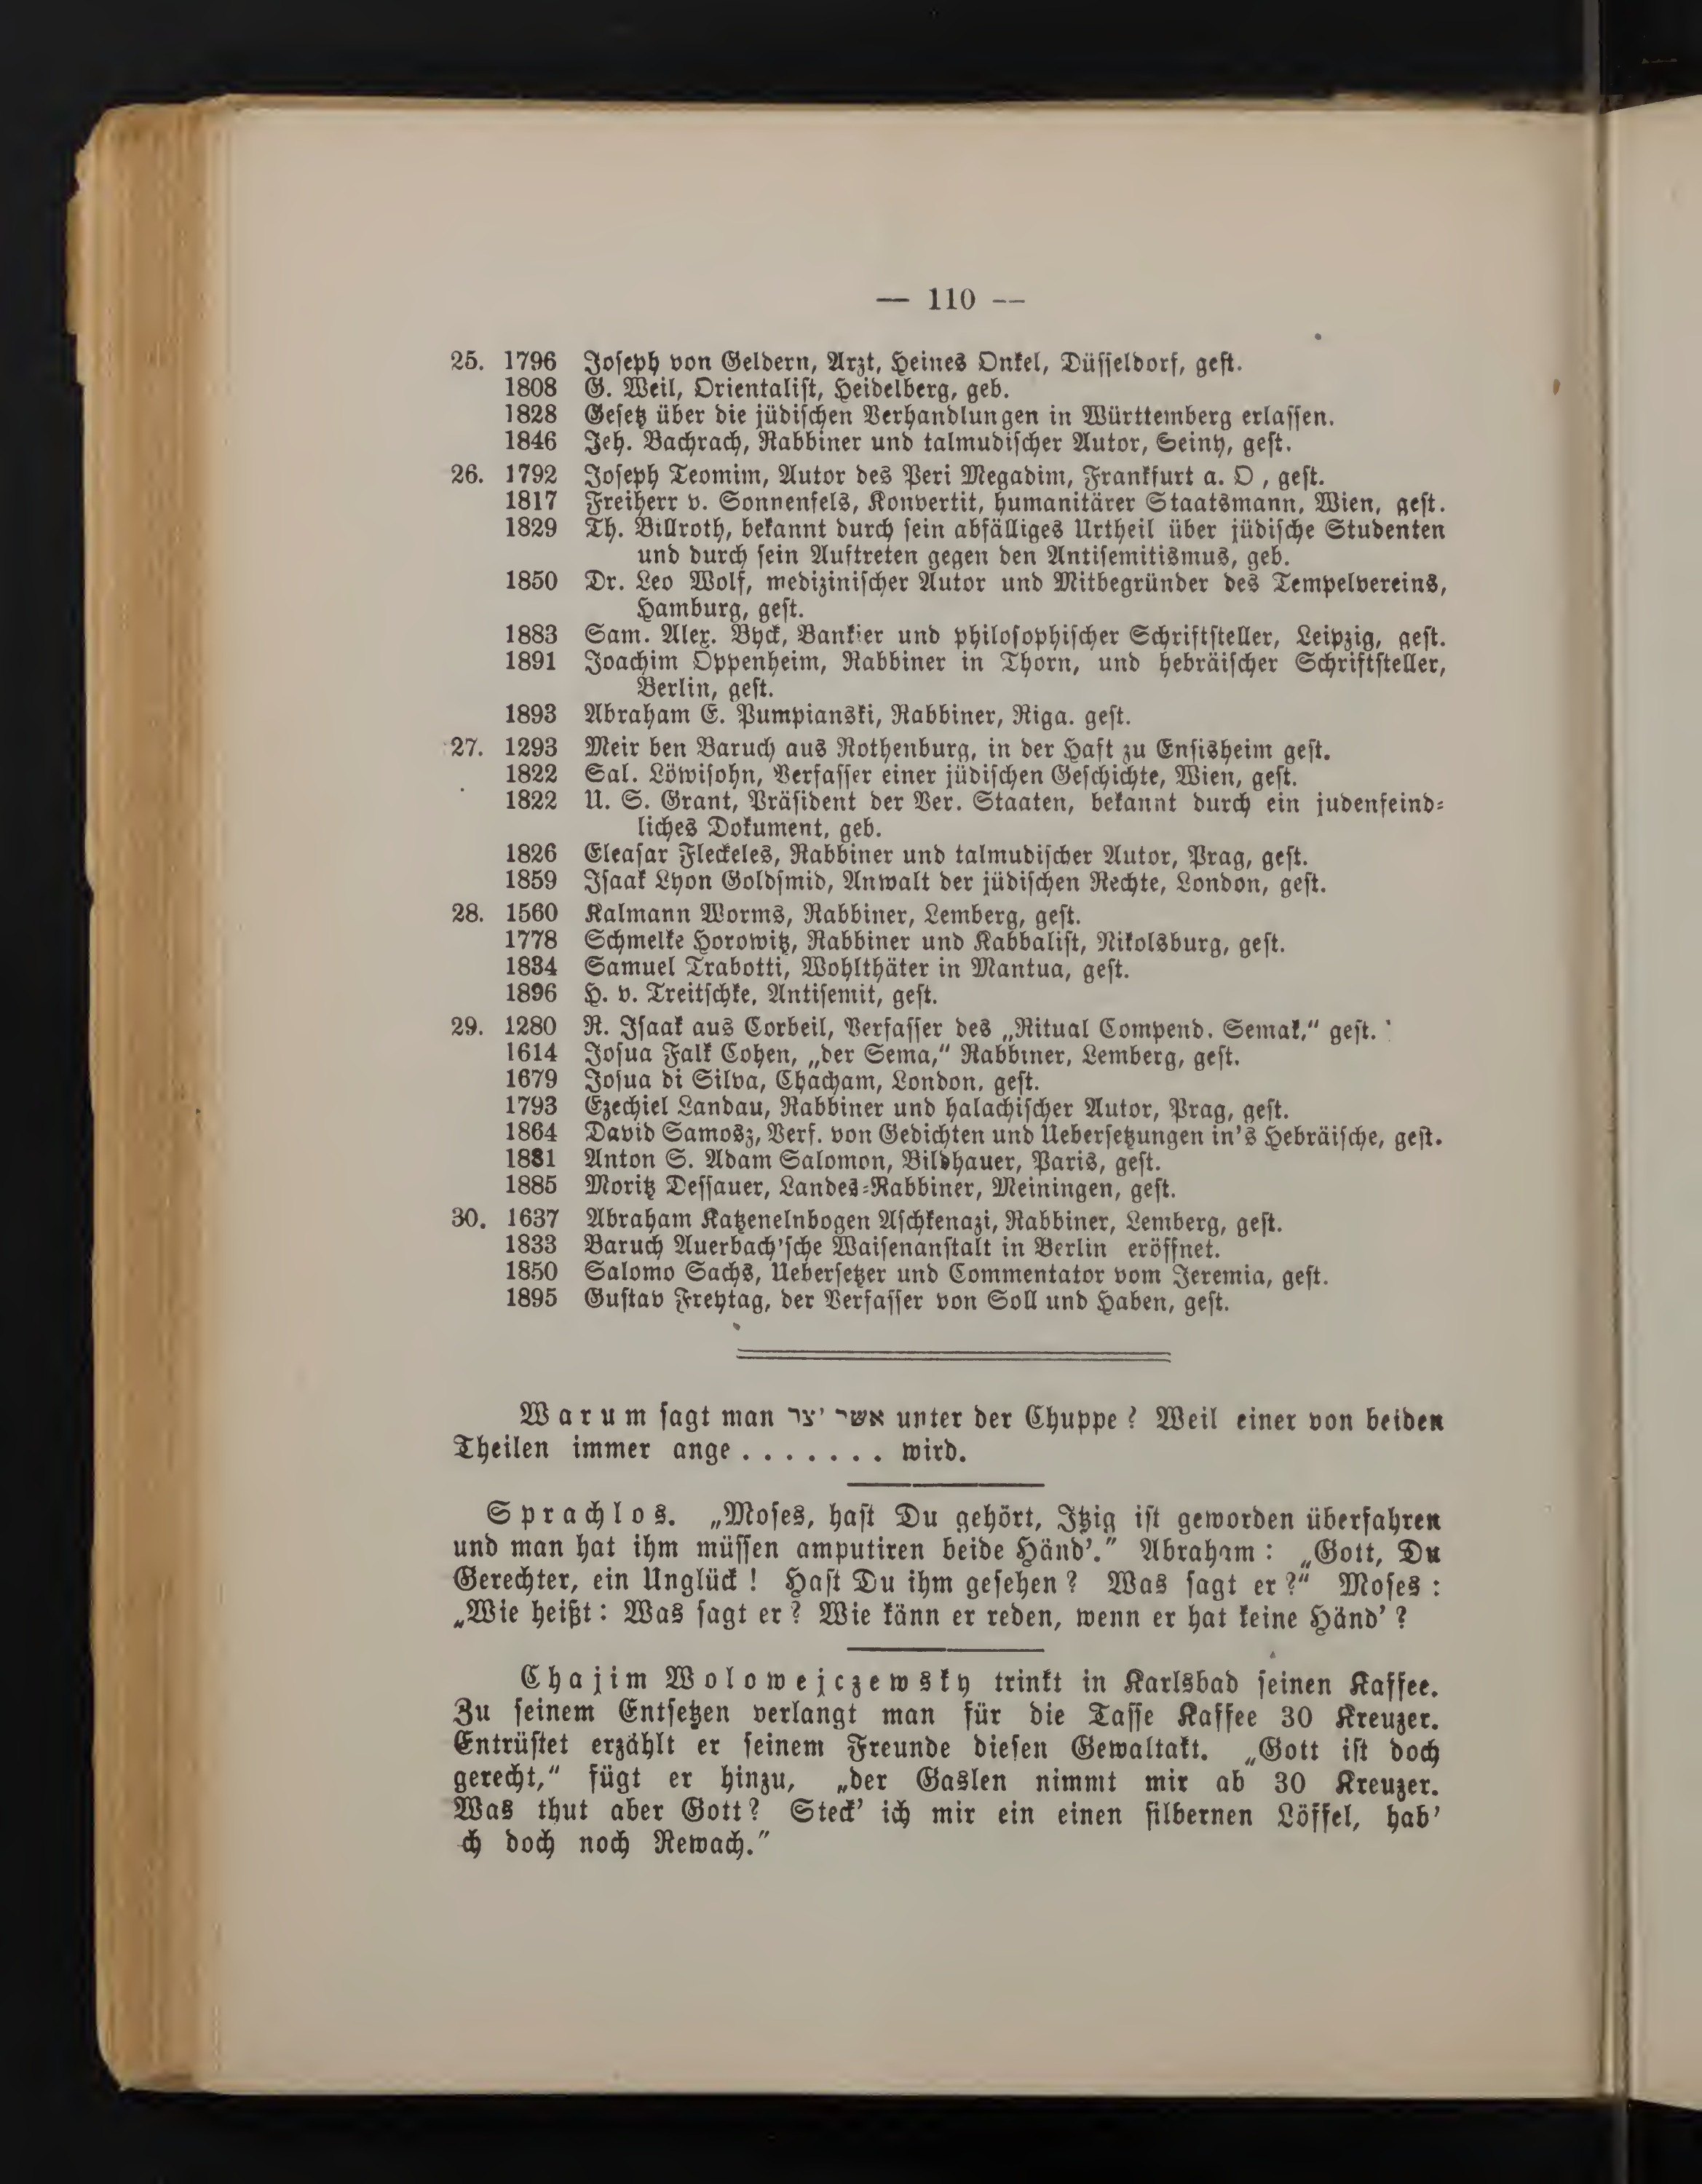 — 110 —
25. 1796 Joseph von Geldern, Arzt, Heines Onkel, Düsseldorf, gest.
1808 G. Weil, Orientalist, Heidelberg, geb.
1828 Gesetz über die jüdischen Verhandlungen in Württemberg erlassen.
1846 Jeh. Bachrach, Rabbiner und talmudischer Autor, Seiny, gest.
26. 1792 Joseph Teomim, Autor des Peri Megadim, Frankfurt a. O , gest.
1817 Freiherr v. Sonnenfels, Konvertit, humanitärer Staatsmann, Wien, gest.
1829 Th. Billroth, bekannt durch sein abfälliges Urtheil über jüdische Studenten
und durch sein Auftreten gegen den Antisemitismus, geb.
1850 Dr. Leo Wolf, medizinischer Autor und Mitbegründer des Tempelvereins,
Hamburg, gest.
1883 Sam. Alex. Byck, Bankier und philosophischer Schriftsteller, Leipzig, gest.
1891 Joachim Oppenheim, Rabbiner in Thorn, und hebräischer Schriftsteller,
Berlin, gest.
1893 Abraham E. Pumpianski, Rabbiner, Riga. gest.
27. 1293 Meir ben Baruch aus Rothenburg, in der Haft zu Ensisheim gest.
1822 Sal. Löwisohn, Verfasser einer jüdischen Geschichte, Wien, gest.
1822 U. S. Grant, Präsident der Ver. Staaten, bekannt durch ein judenfeind-
liches Dokument, geb.
1826 Eleasar Fleckeles, Rabbiner und talmudischer Autor, Prag, gest.
1859 Isaak Lyon Goldsmid, Anwalt der jüdischen Rechte, London, gest.
28. 1560 Kalmann Worms, Rabbiner, Lemberg, gest.
1778 Schmelke Horowitz, Rabbiner und Kabbalist, Nikolsburg, gest.
1834 Samuel Trabotti, Wohlthäter in Mantua, gest.
1896 H. v. Treitschke, Antisemit, gest.
29. 1280 R. Isaak aus Corbeil, Verfasser des „Ritual Compend. Semak," gest.
1614 Josua Falk Cohen, „der Sema," Rabbiner, Lemberg, gest.
1679 Josua di Silva, Chacham, London, gest.
1793 Ezechiel Landau, Rabbiner und halachischer Autor, Prag, gest.
1864 David Samosz, Verf. von Gedichten und Uebersetzungen in's Hebräische, gest.
1881 Anton S. Adam Salomon, Bildhauer, Paris, gest.
1885 Moritz Dessauer, Landes-Rabbiner, Meiningen, gest.
30. 1637 Abraham Katzenelnbogen Aschkenazi, Rabbiner, Lemberg, gest.
1833 Baruch Auerbach'sche Waisenanstalt in Berlin eröffnet.
1850 Salomo Sachs, Uebersetzer und Commentator vom Jeremia, gest.
1895 Gustav Freytag, der Verfasser von Soll und Haben, gest.
Warum sagt man אשר יצר unter der Chuppe? Weil einer von beiden
Theilen immer ange . . . . . . . wird.
Sprachlos. „Moses, hast Du gehört, Itzig ist geworden überfahren
und man hat ihm müssen amputiren beide Händ'." Abraham: „Gott, Du
Gerechter, ein Unglück! Hast Du ihm gesehen? Was sagt er?" Moses:
„Wie heißt: Was sagt er? Wie känn er reden, wenn er hat keine Händ'?
Chajim Wolowejczewsky trinkt in Karlsbad seinen Kaffee.
Zu seinem Entsetzen verlangt man für die Tasse Kaffee 30 Kreuzer.
Entrüstet erzählt er seinem Freunde diesen Gewaltakt. „Gott ist doch
gerecht," fügt er hinzu, „der Gaslen nimmt mir ab 30 Kreuzer.
Was thut aber Gott? Steck' ich mir ein einen silbernen Löffel, hab'
ch doch noch Rewach."